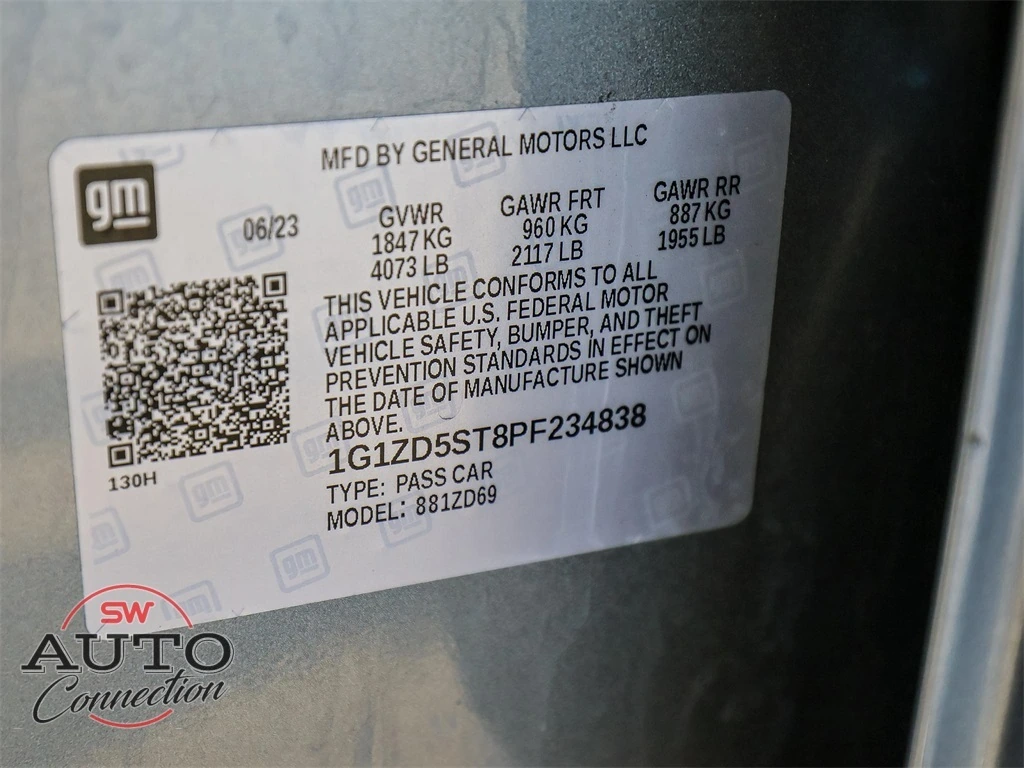 MFD BY GENERAL MOTORS LLC
gm
06/23
GVWR GAWR FRT GAWR RR
1847 KG 960 KG 887 KG
4073 LB 2117 LB 1955 LB
THIS VEHICLE CONFORMS TO ALL
APPLICABLE U.S. FEDERAL MOTOR
VEHICLE SAFETY, BUMPER, AND THEFT
PREVENTION STANDARDS IN EFFECT ON
THE DATE OF MANUFACTURE SHOWN
ABOVE.
1G1ZD5ST8PF234838
130H
TYPE: PASS CAR
MODEL: 881ZD69
SW
AUTO
Connection